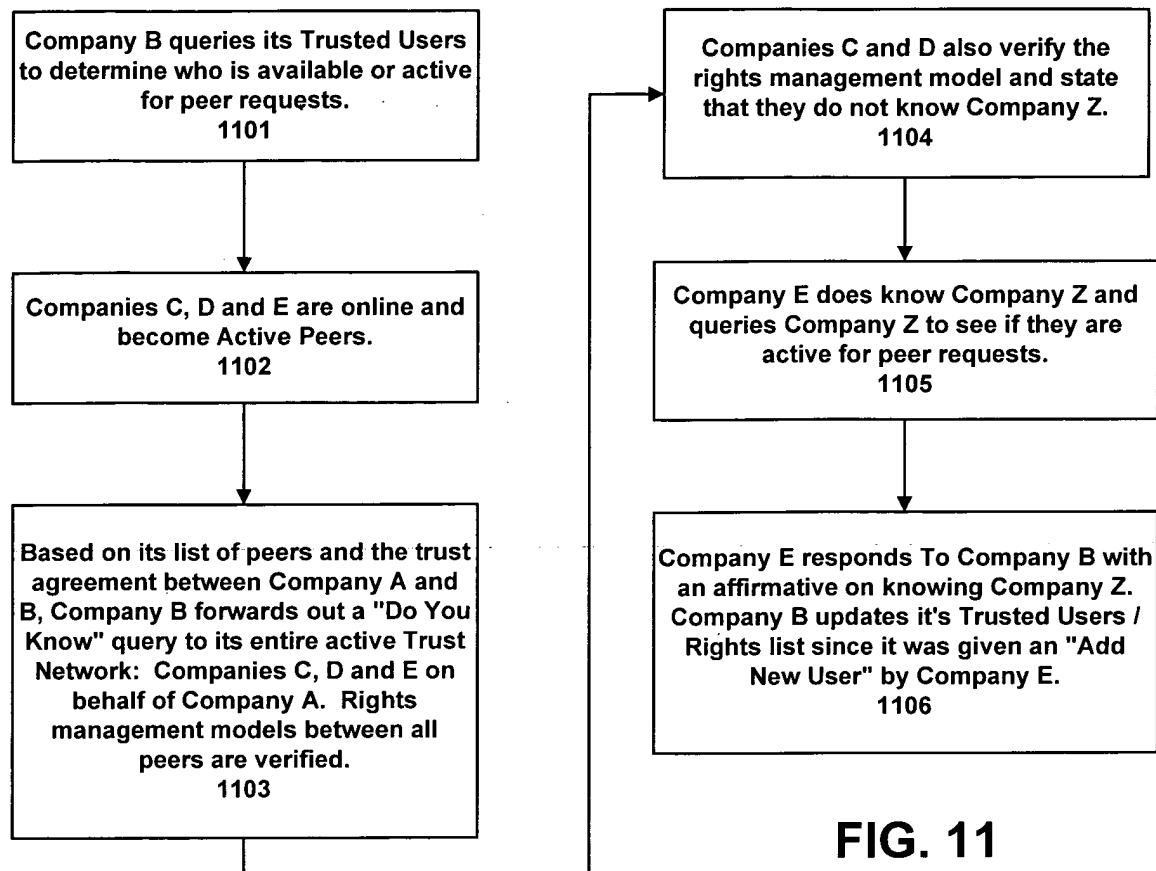 Company B queries its Trusted Users
to determine who is available or active
for peer requests.
1101
Companies C, D and E are online and
become Active Peers.
1102
Based on its list of peers and the trust
agreement between Company A and
B, Company B forwards out a "Do You
Know" query to its entire active Trust
Network:  Companies C, D and E on
behalf of Company A.  Rights
management models between all
peers are verified.
1103
Companies C and D also verify the
rights management model and state
that they do not know Company Z.
1104
Company E does know Company Z and
queries Company Z to see if they are
active for peer requests.
1105
Company E responds To Company B with
an affirmative on knowing Company Z.
Company B updates it's Trusted Users /
Rights list since it was given an "Add
New User" by Company E.
1106
FIG. 11